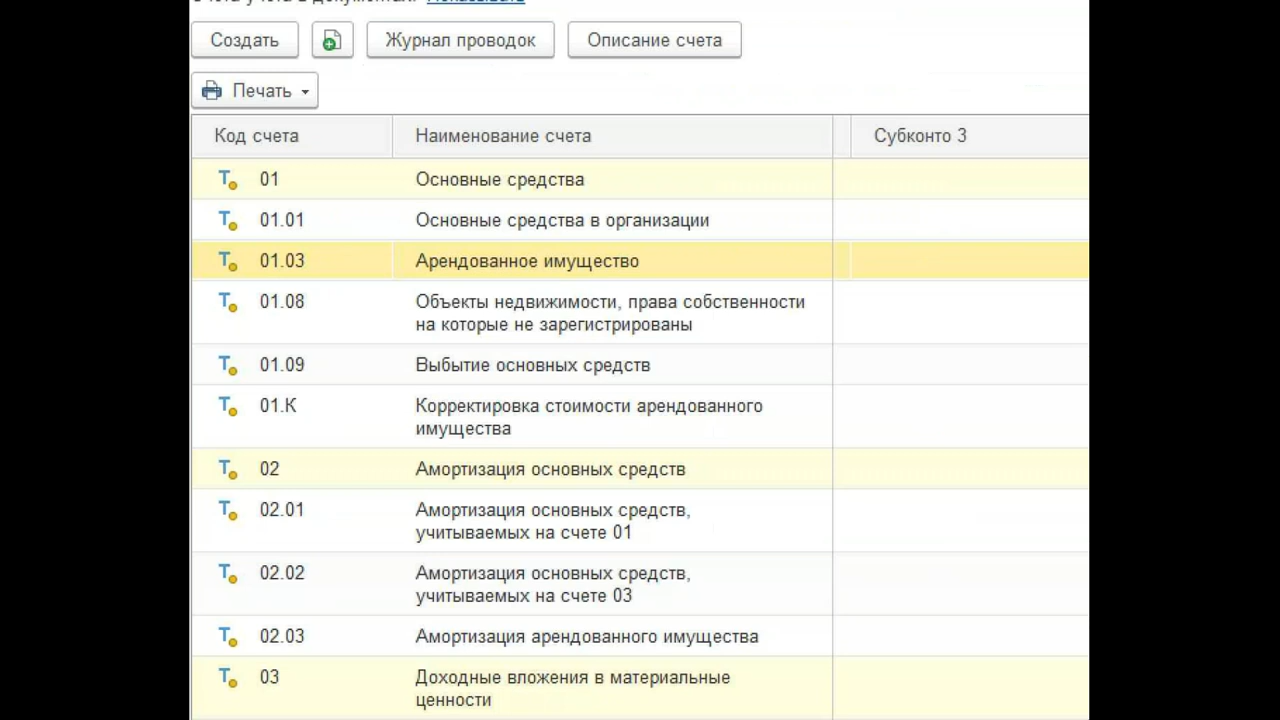 Счета учета в документах: Показывать
Создать Журнал проводок Описание счета
Печать
Код счета Наименование счета Субконто 3
01 Основные средства
01.01 Основные средства в организации
01.03 Арендованное имущество
01.08 Объекты недвижимости, права собственности
на которые не зарегистрированы
01.09 Выбытие основных средств
01.К Корректировка стоимости арендованного
имущества
02 Амортизация основных средств
02.01 Амортизация основных средств,
учитываемых на счете 01
02.02 Амортизация основных средств,
учитываемых на счете 03
02.03 Амортизация арендованного имущества
03 Доходные вложения в материальные
ценности